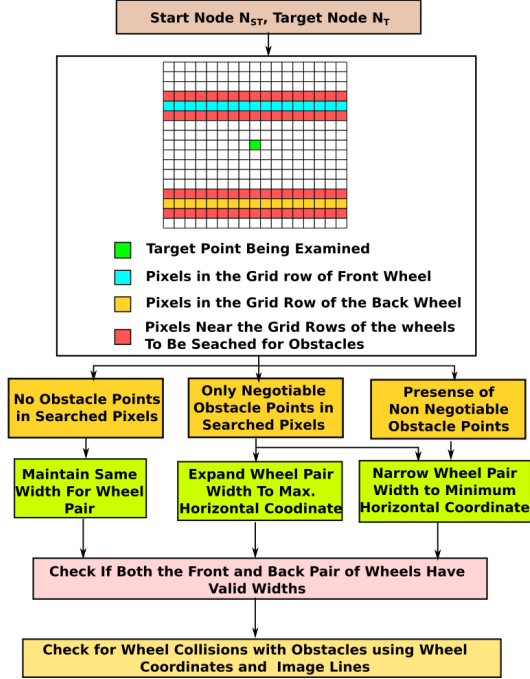 Start Node N_ST, Target Node N_T
Target Point Being Examined
Pixels in the Grid row of Front Wheel
Pixels in the Grid Row of the Back Wheel
Pixels Near the Grid Rows of the wheels
To Be Seached for Obstacles
No Obstacle Points
in Searched Pixels
Only Negotiable
Obstacle Points in
Searched Pixels
Presense of
Non Negotiable
Obstacle Points
Maintain Same
Width For Wheel
Pair
Expand Wheel Pair
Width To Max.
Horizontal Coodinate
Narrow Wheel Pair
Width to Minimum
Horizontal Coordinate
Check If Both the Front and Back Pair of Wheels Have
Valid Widths
Check for Wheel Collisions with Obstacles using Wheel
Coordinates and Image Lines